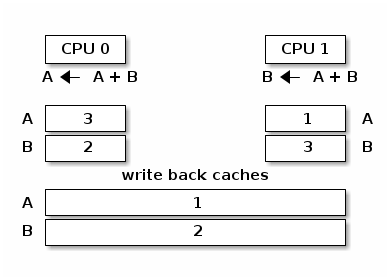 CPU 0 CPU 1
A ← A + B B ← A + B
A 3 1 A
B 2 3 B
write back caches
A 1
B 2